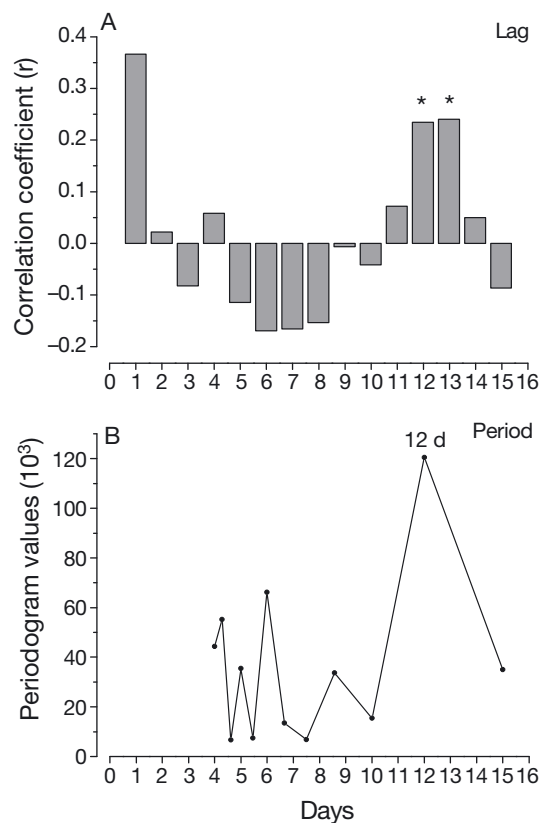 A
Lag
Correlation coefficient (r)
0.4
0.3
0.2
0.1
0.0
–0.1
–0.2
* *
0 1 2 3 4 5 6 7 8 9 10 11 12 13 14 15 16
B
12 d
Period
Periodogram values (10³)
120
100
80
60
40
20
0
0 1 2 3 4 5 6 7 8 9 10 11 12 13 14 15 16
Days